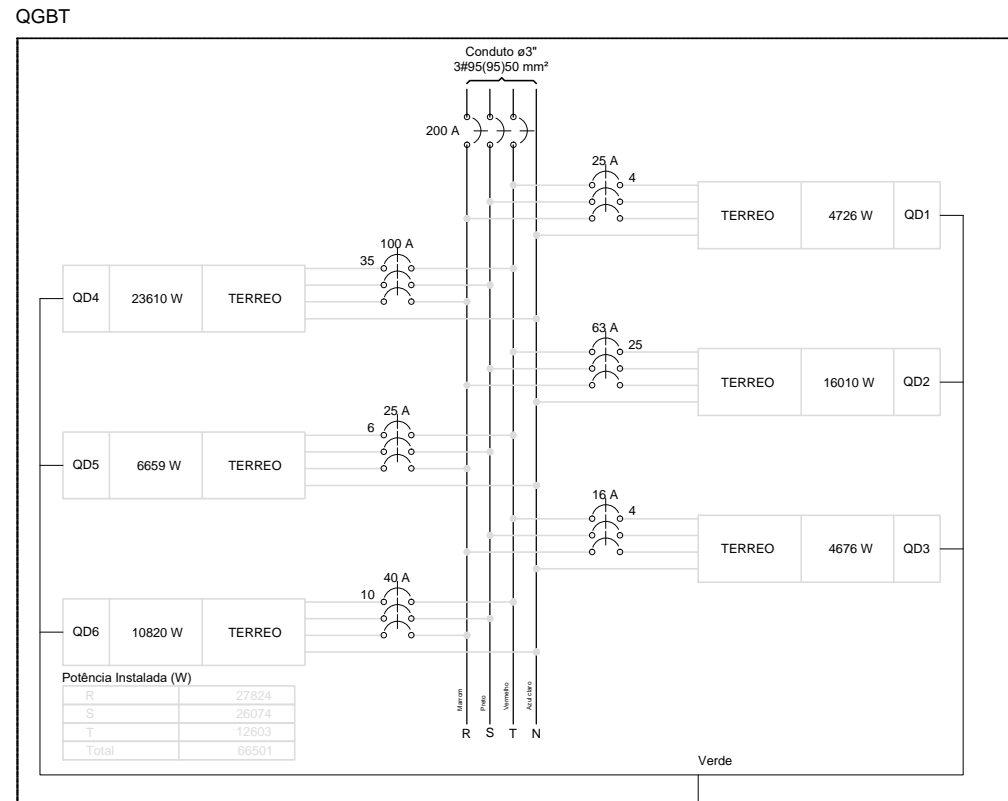 QGBT
Conduto ø3"
3#95(95)50 mm²
200 A
25 A
4
TERREO 4726 W QD1
100 A
35
QD4 23610 W TERREO
63 A
25
TERREO 16010 W QD2
25 A
6
QD5 6659 W TERREO
16 A
4
TERREO 4676 W QD3
40 A
10
QD6 10820 W TERREO
Potência Instalada (W)
R 27824
S 26074
T 12603
Total 66501
Marrom
Preto
Vermelho
Azul claro
R S T N
Verde